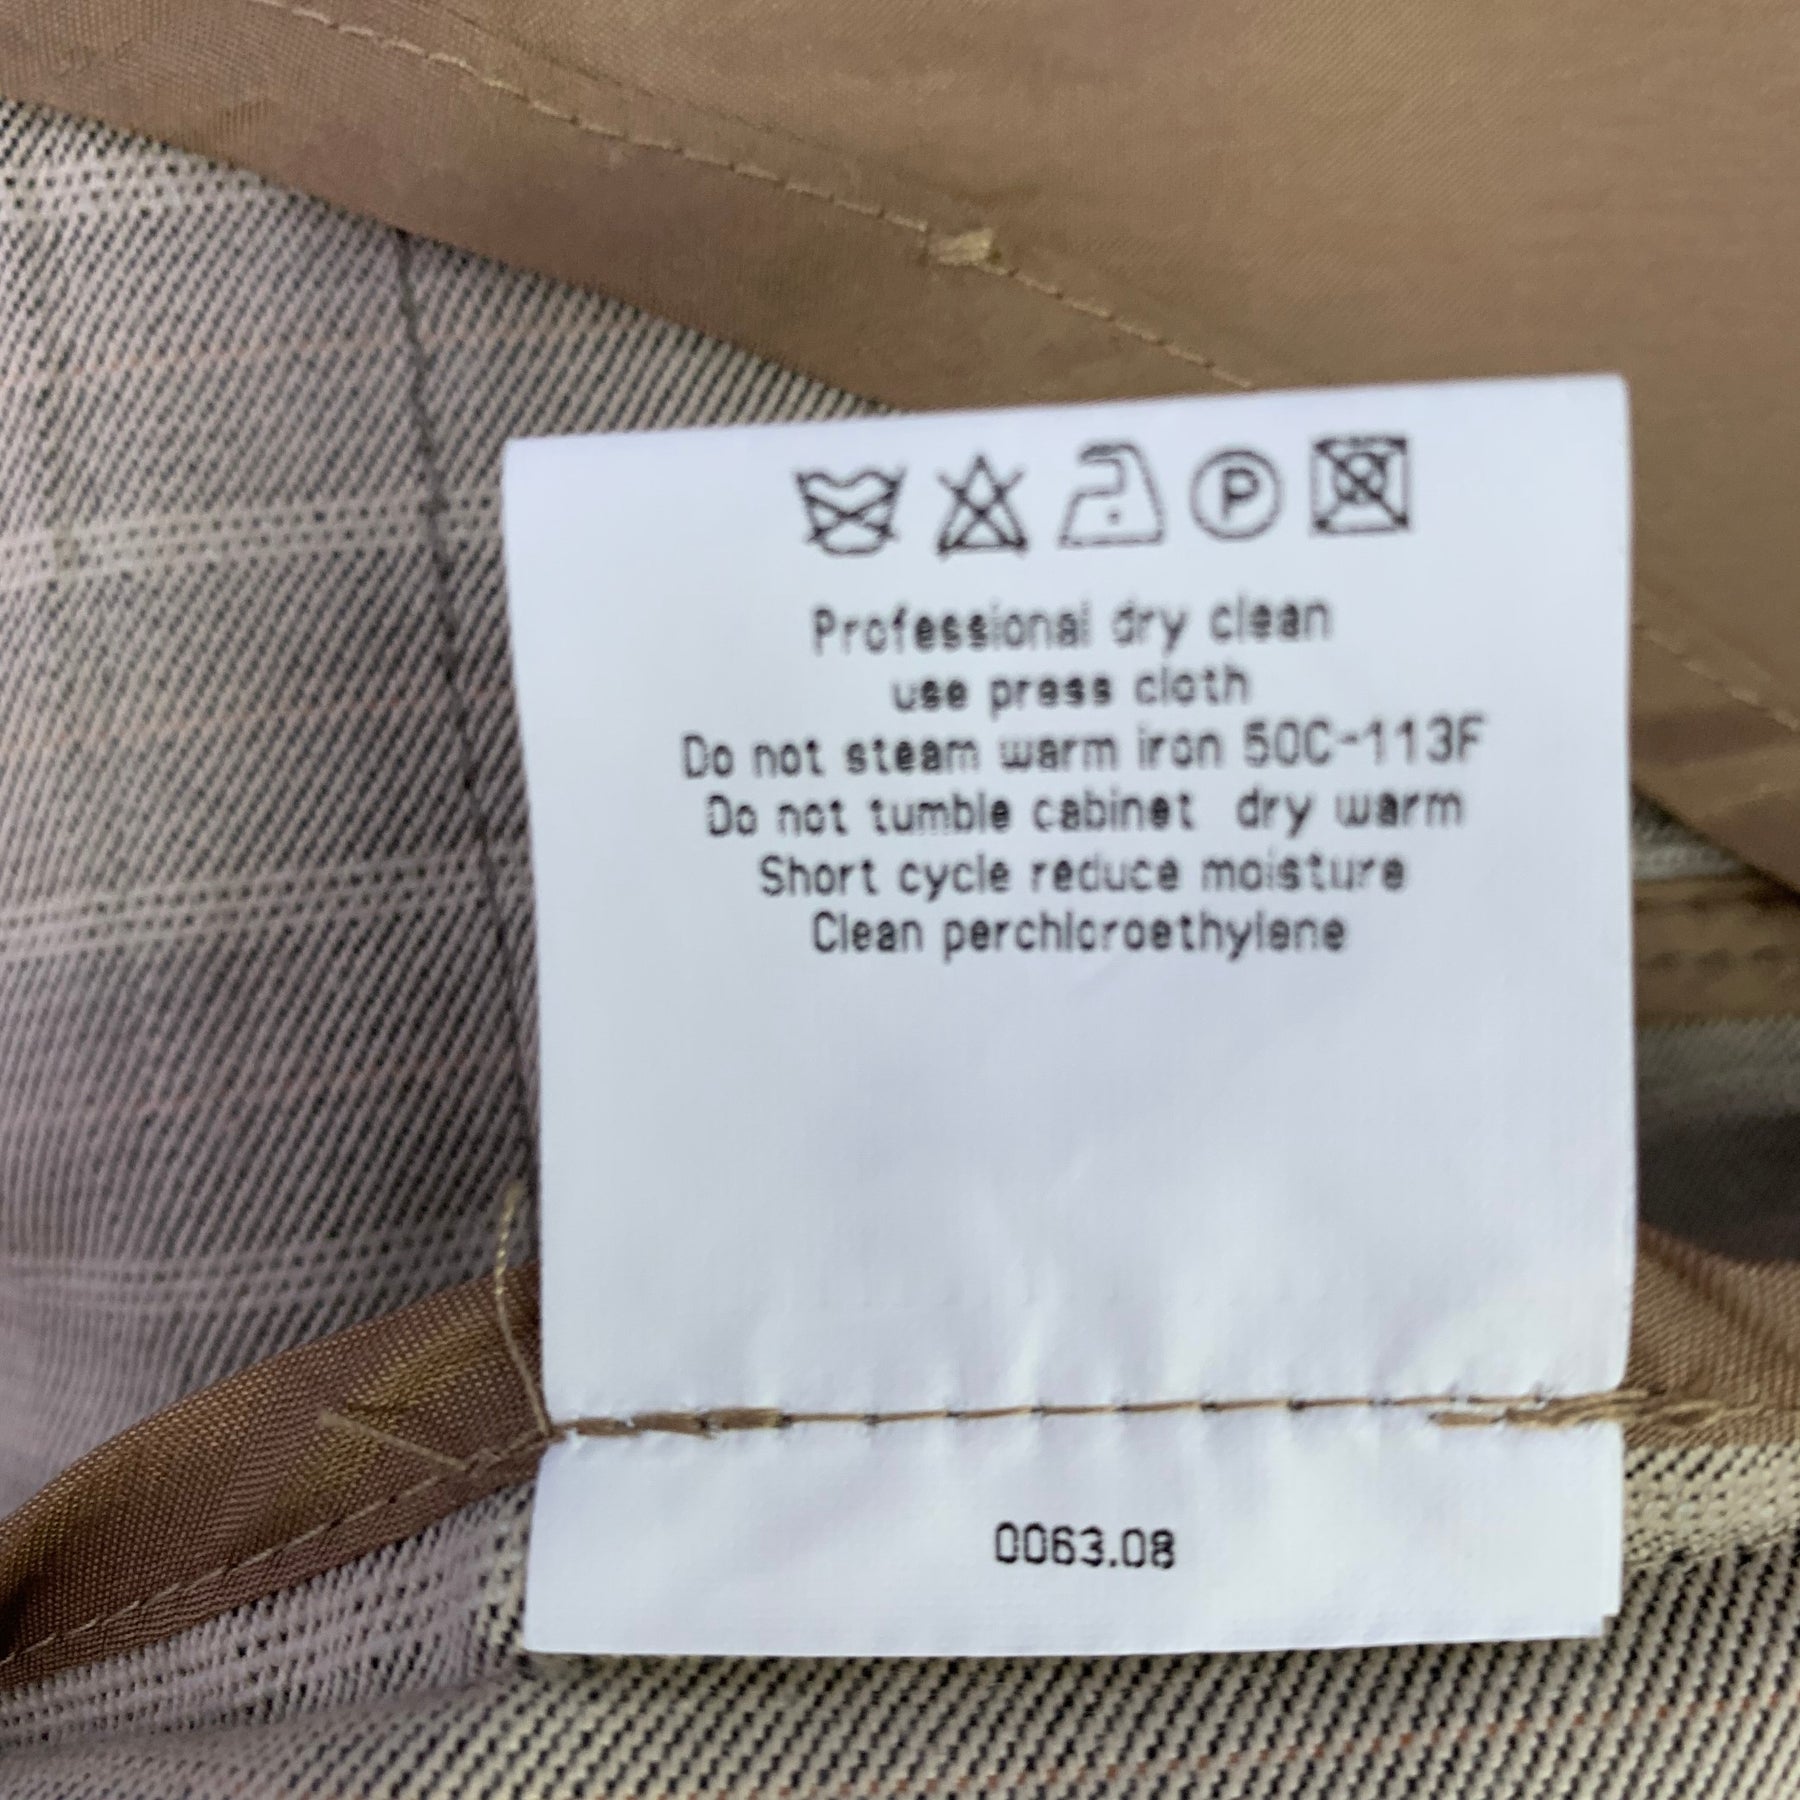 P
Professional dry clean
use press cloth
Do not steam warm iron 50C-113F
Do not tumble cabinet dry warm
Short cycle reduce moisture
Clean perchloroethylene
0063.08